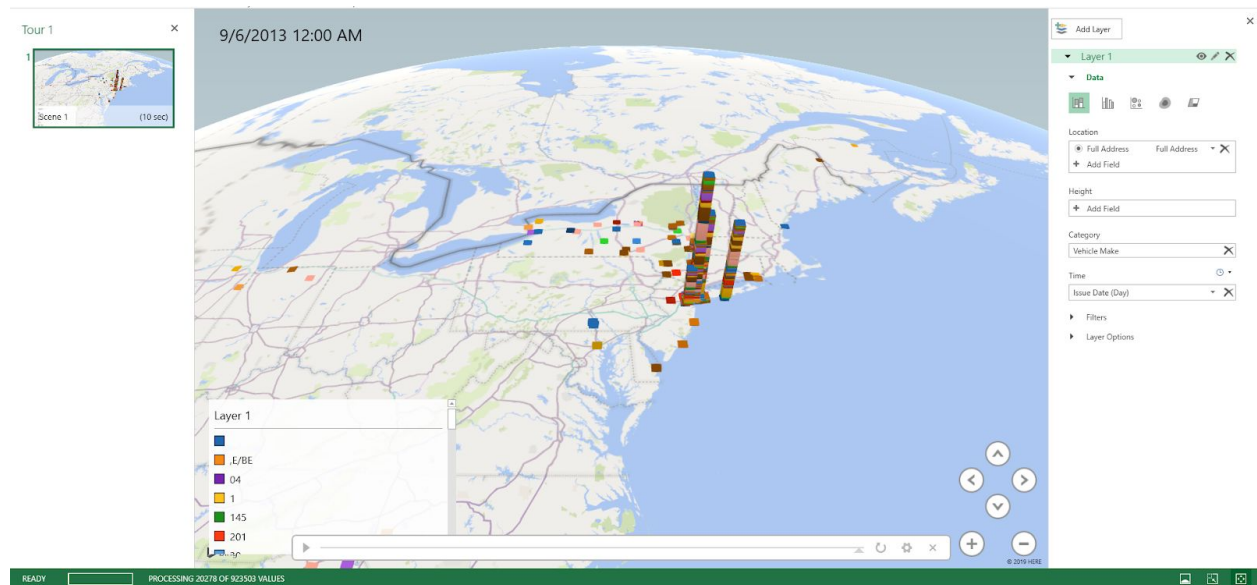 Tour 1
1
Scene 1
(10 sec)
9/6/2013 12:00 AM
Layer 1
,E/BE
04
1
145
201
© 2019 HERE
Add Layer
Layer 1
Data
Location
Full Address Full Address
+ Add Field
Height
+ Add Field
Category
Vehicle Make
Time
Issue Date (Day)
Filters
Layer Options
READY
PROCESSING 20278 OF 923503 VALUES